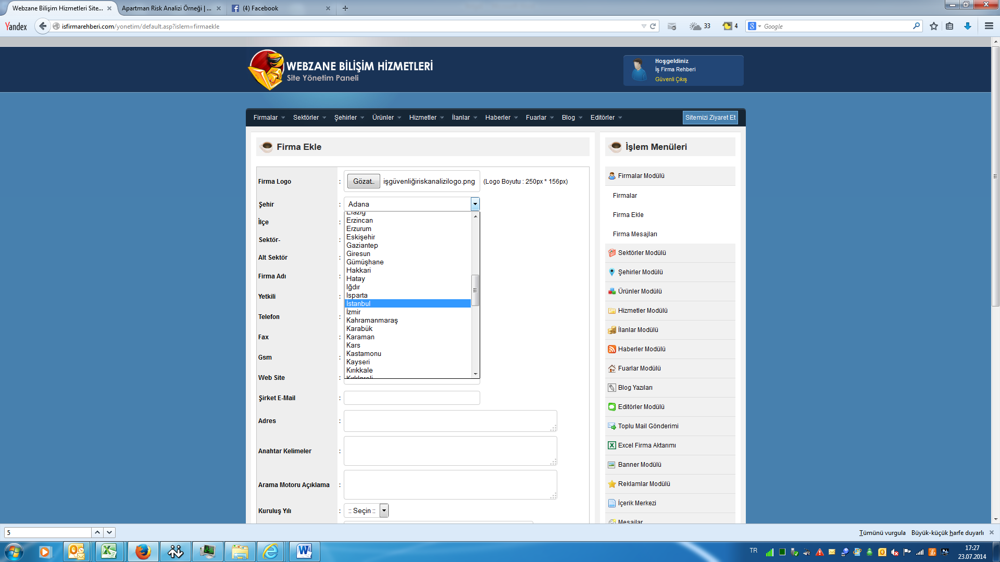 Webzane Bilişim Hizmetleri Site...
Apartman Risk Analizi Örneği | ...
(4) Facebook
Yandex
isfirmarehberi.com/yonetim/default.asp?islem=firmaekle
33
4
Google
WEBZANE BİLİŞİM HİZMETLERİ
Site Yönetim Paneli
Hoşgeldiniz
İş Firma Rehberi
Güvenli Çıkış
Firmalar
Sektörler
Şehirler
Ürünler
Hizmetler
İlanlar
Haberler
Fuarlar
Blog
Editörler
Sitemizi Ziyaret Et
Firma Ekle
Firma Logo :
Gözat..
işgüvenliğiriskanalizilogo.png
(Logo Boyutu : 250px * 156px)
Şehir :
Adana
Elazığ
Erzincan
Erzurum
Eskişehir
Gaziantep
Giresun
Gümüşhane
Hakkari
Hatay
Iğdır
Isparta
İstanbul
İzmir
Kahramanmaraş
Karabük
Karaman
Kars
Kastamonu
Kayseri
Kırıkkale
Kırklareli
İlçe :
Sektör- :
Alt Sektör :
Firma Adı :
Yetkili :
Telefon :
Fax :
Gsm :
Web Site :
Şirket E-Mail :
Adres :
Anahtar Kelimeler :
Arama Motoru Açıklama :
Kuruluş Yılı :
:: Seçin ::
İşlem Menüleri
Firmalar Modülü
Firmalar
Firma Ekle
Firma Mesajları
Sektörler Modülü
Şehirler Modülü
Ürünler Modülü
Hizmetler Modülü
İlanlar Modülü
Haberler Modülü
Fuarlar Modülü
Blog Yazıları
Editörler Modülü
Toplu Mail Gönderimi
Excel Firma Aktarımı
Banner Modülü
Reklamlar Modülü
İçerik Merkezi
Mesajlar
5
Tümünü vurgula
Büyük-küçük harfe duyarlı
TR
17:27
23.07.2014